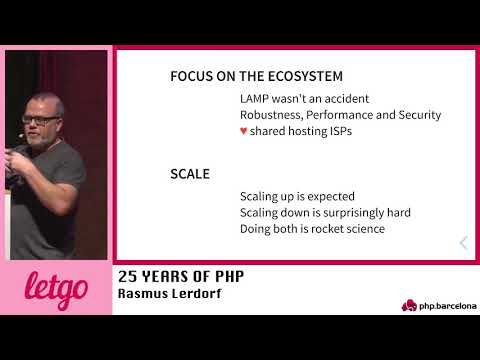 FOCUS ON THE ECOSYSTEM
LAMP wasn't an accident
Robustness, Performance and Security
♥ shared hosting ISPs
SCALE
Scaling up is expected
Scaling down is surprisingly hard
Doing both is rocket science
letgo
25 YEARS OF PHP
Rasmus Lerdorf
php.barcelona